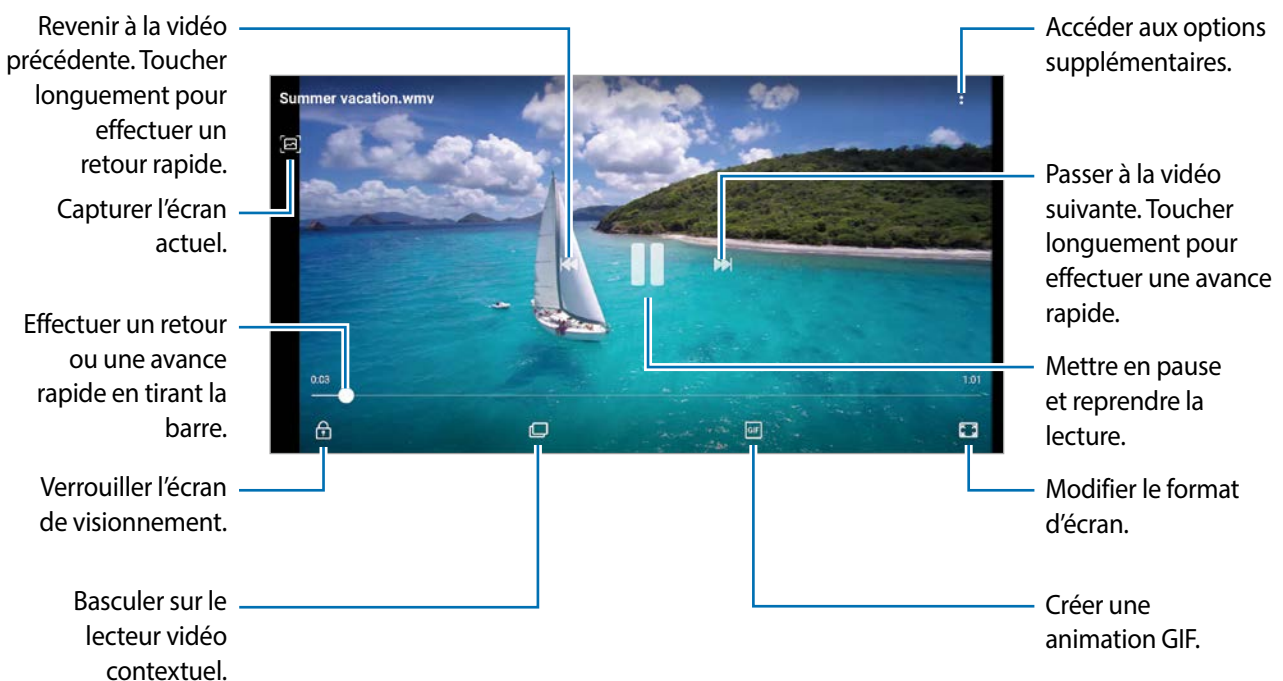 Revenir à la vidéo
précédente. Toucher
longuement pour
effectuer un
retour rapide.
Capturer l’écran
actuel.
Effectuer un retour
ou une avance
rapide en tirant la
barre.
Verrouiller l’écran
de visionnement.
Basculer sur le
lecteur vidéo
contextuel.
Summer vacation.wmv
0:03
1:01
GIF
Accéder aux options
supplémentaires.
Passer à la vidéo
suivante. Toucher
longuement pour
effectuer une avance
rapide.
Mettre en pause
et reprendre la
lecture.
Modifier le format
d’écran.
Créer une
animation GIF.